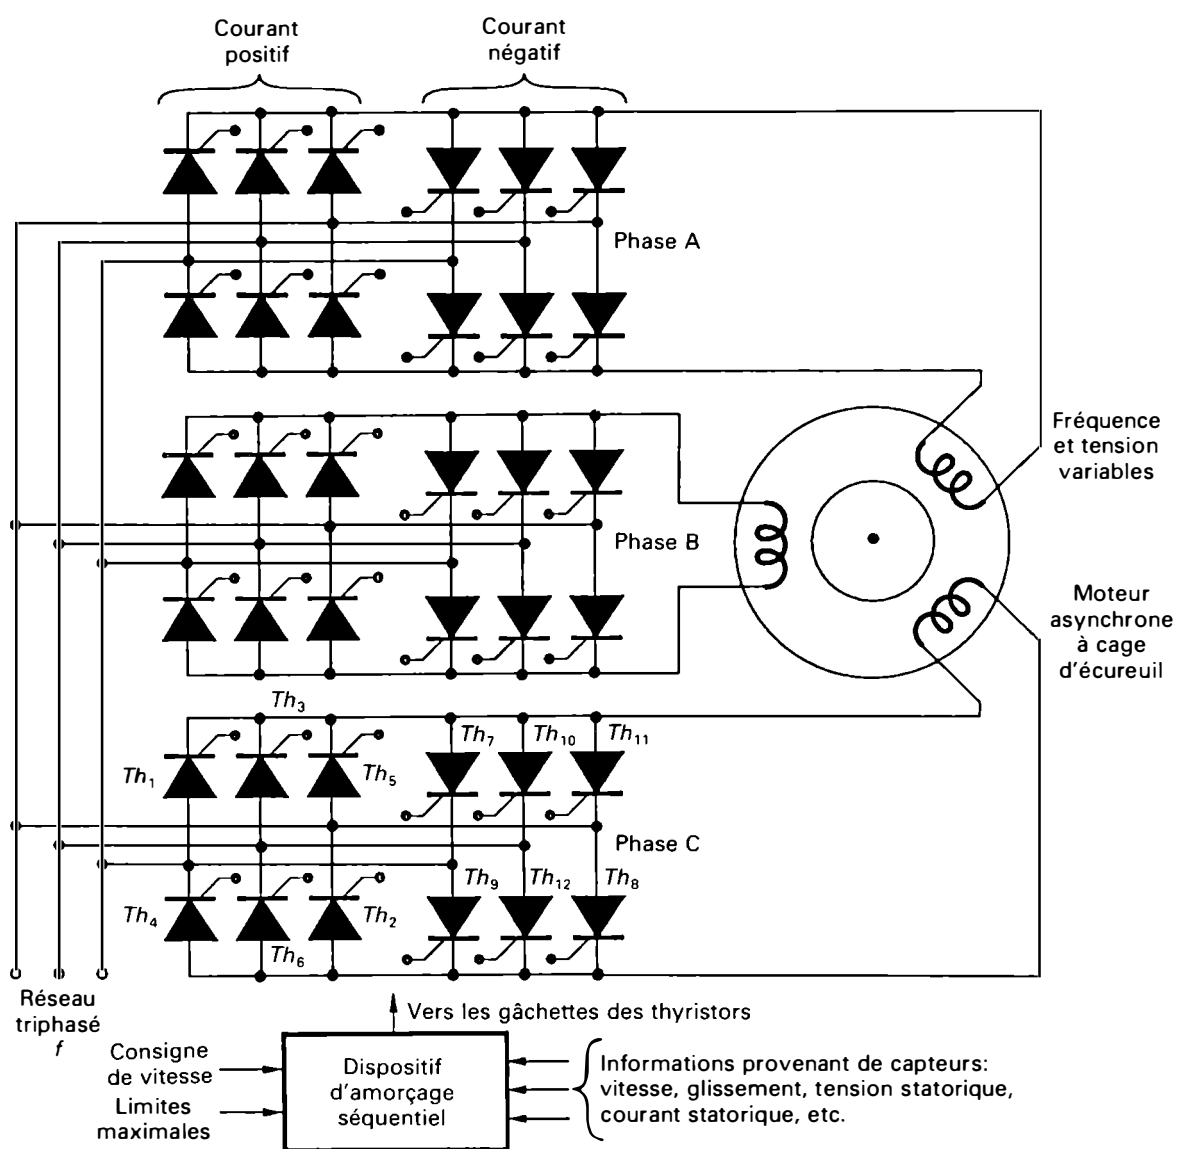 Courant
positif
Courant
négatif
Phase A
Fréquence
et tension
variables
Phase B
Moteur
asynchrone
à cage
d'écureuil
Th₃
Th₇ Th₁₀ Th₁₁
Th₁ Th₅
Phase C
Th₉ Th₁₂ Th₈
Th₄ Th₂
Th₆
Réseau
triphasé
f
Vers les gâchettes des thyristors
Consigne
de vitesse
Limites
maximales
Dispositif
d'amorçage
séquentiel
Informations provenant de capteurs:
vitesse, glissement, tension statorique,
courant statorique, etc.